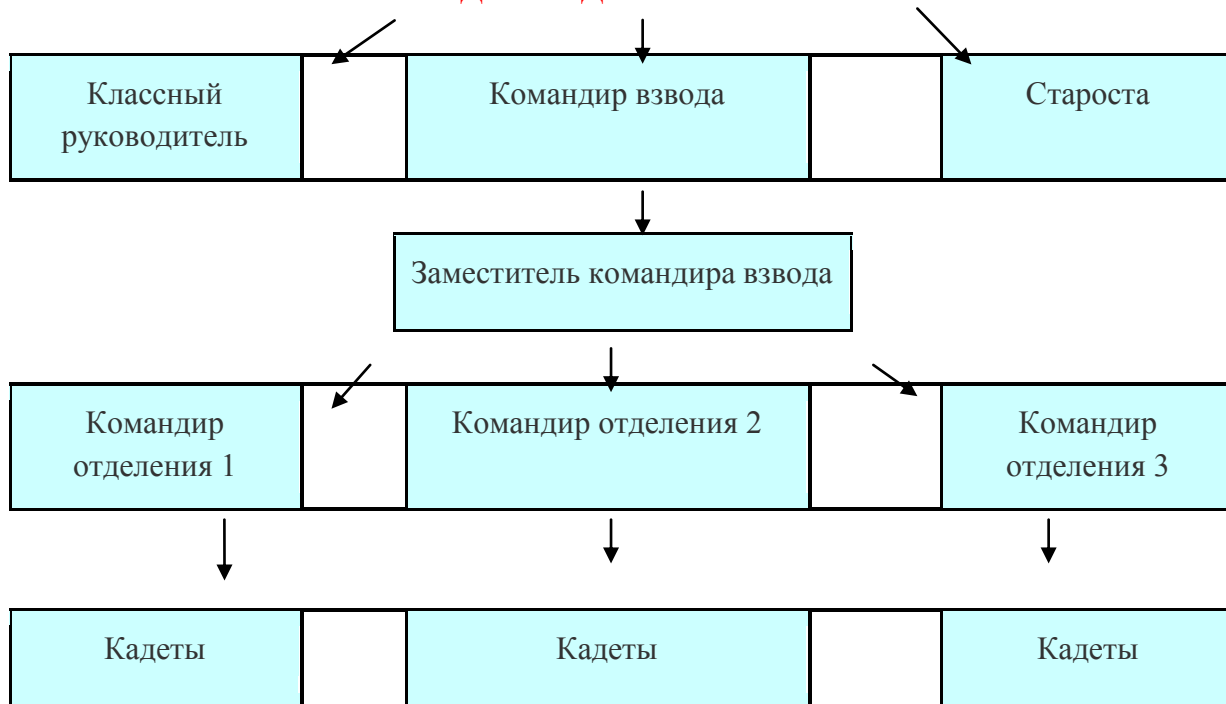 Классный
руководитель
Командир взвода
Староста
Заместитель командира взвода
Командир
отделения 1
Командир отделения 2
Командир
отделения 3
Кадеты
Кадеты
Кадеты